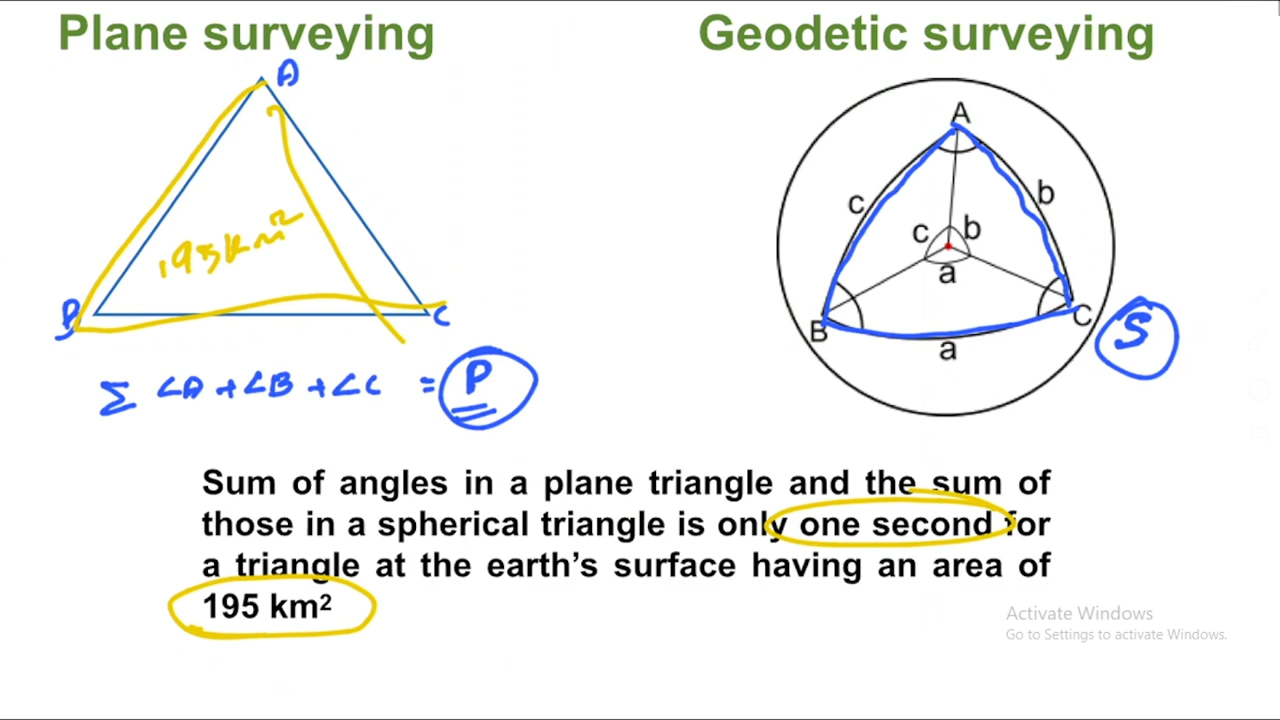 Plane surveying
Geodetic surveying
A
B
C
195km²
Σ ∠A + ∠B + ∠C = P
A
c
b
c
b
a
B
C
a
S
Sum of angles in a plane triangle and the sum of
those in a spherical triangle is only one second for
a triangle at the earth’s surface having an area of
195 km²
Activate Windows
Go to Settings to activate Windows.